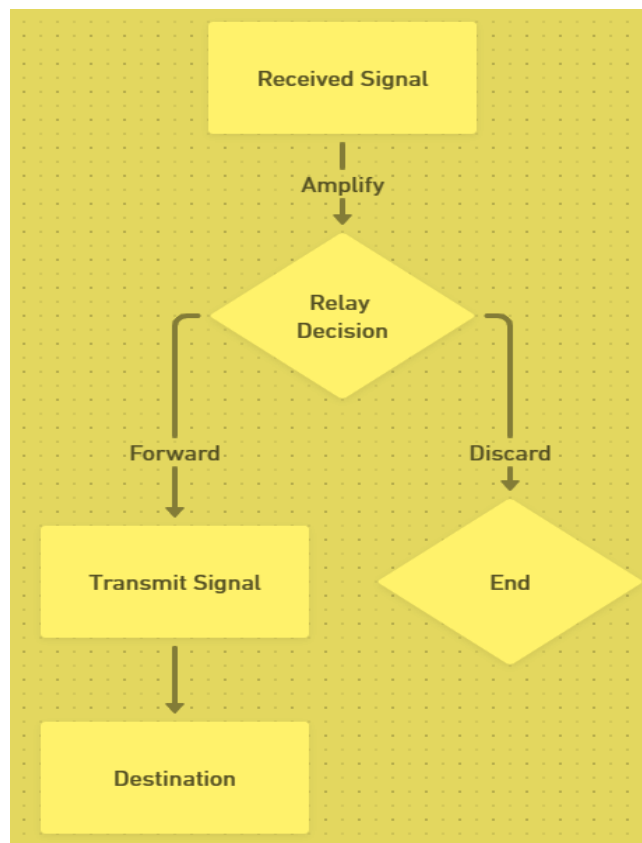 Received Signal
Amplify
Relay
Decision
Forward
Discard
Transmit Signal
End
Destination